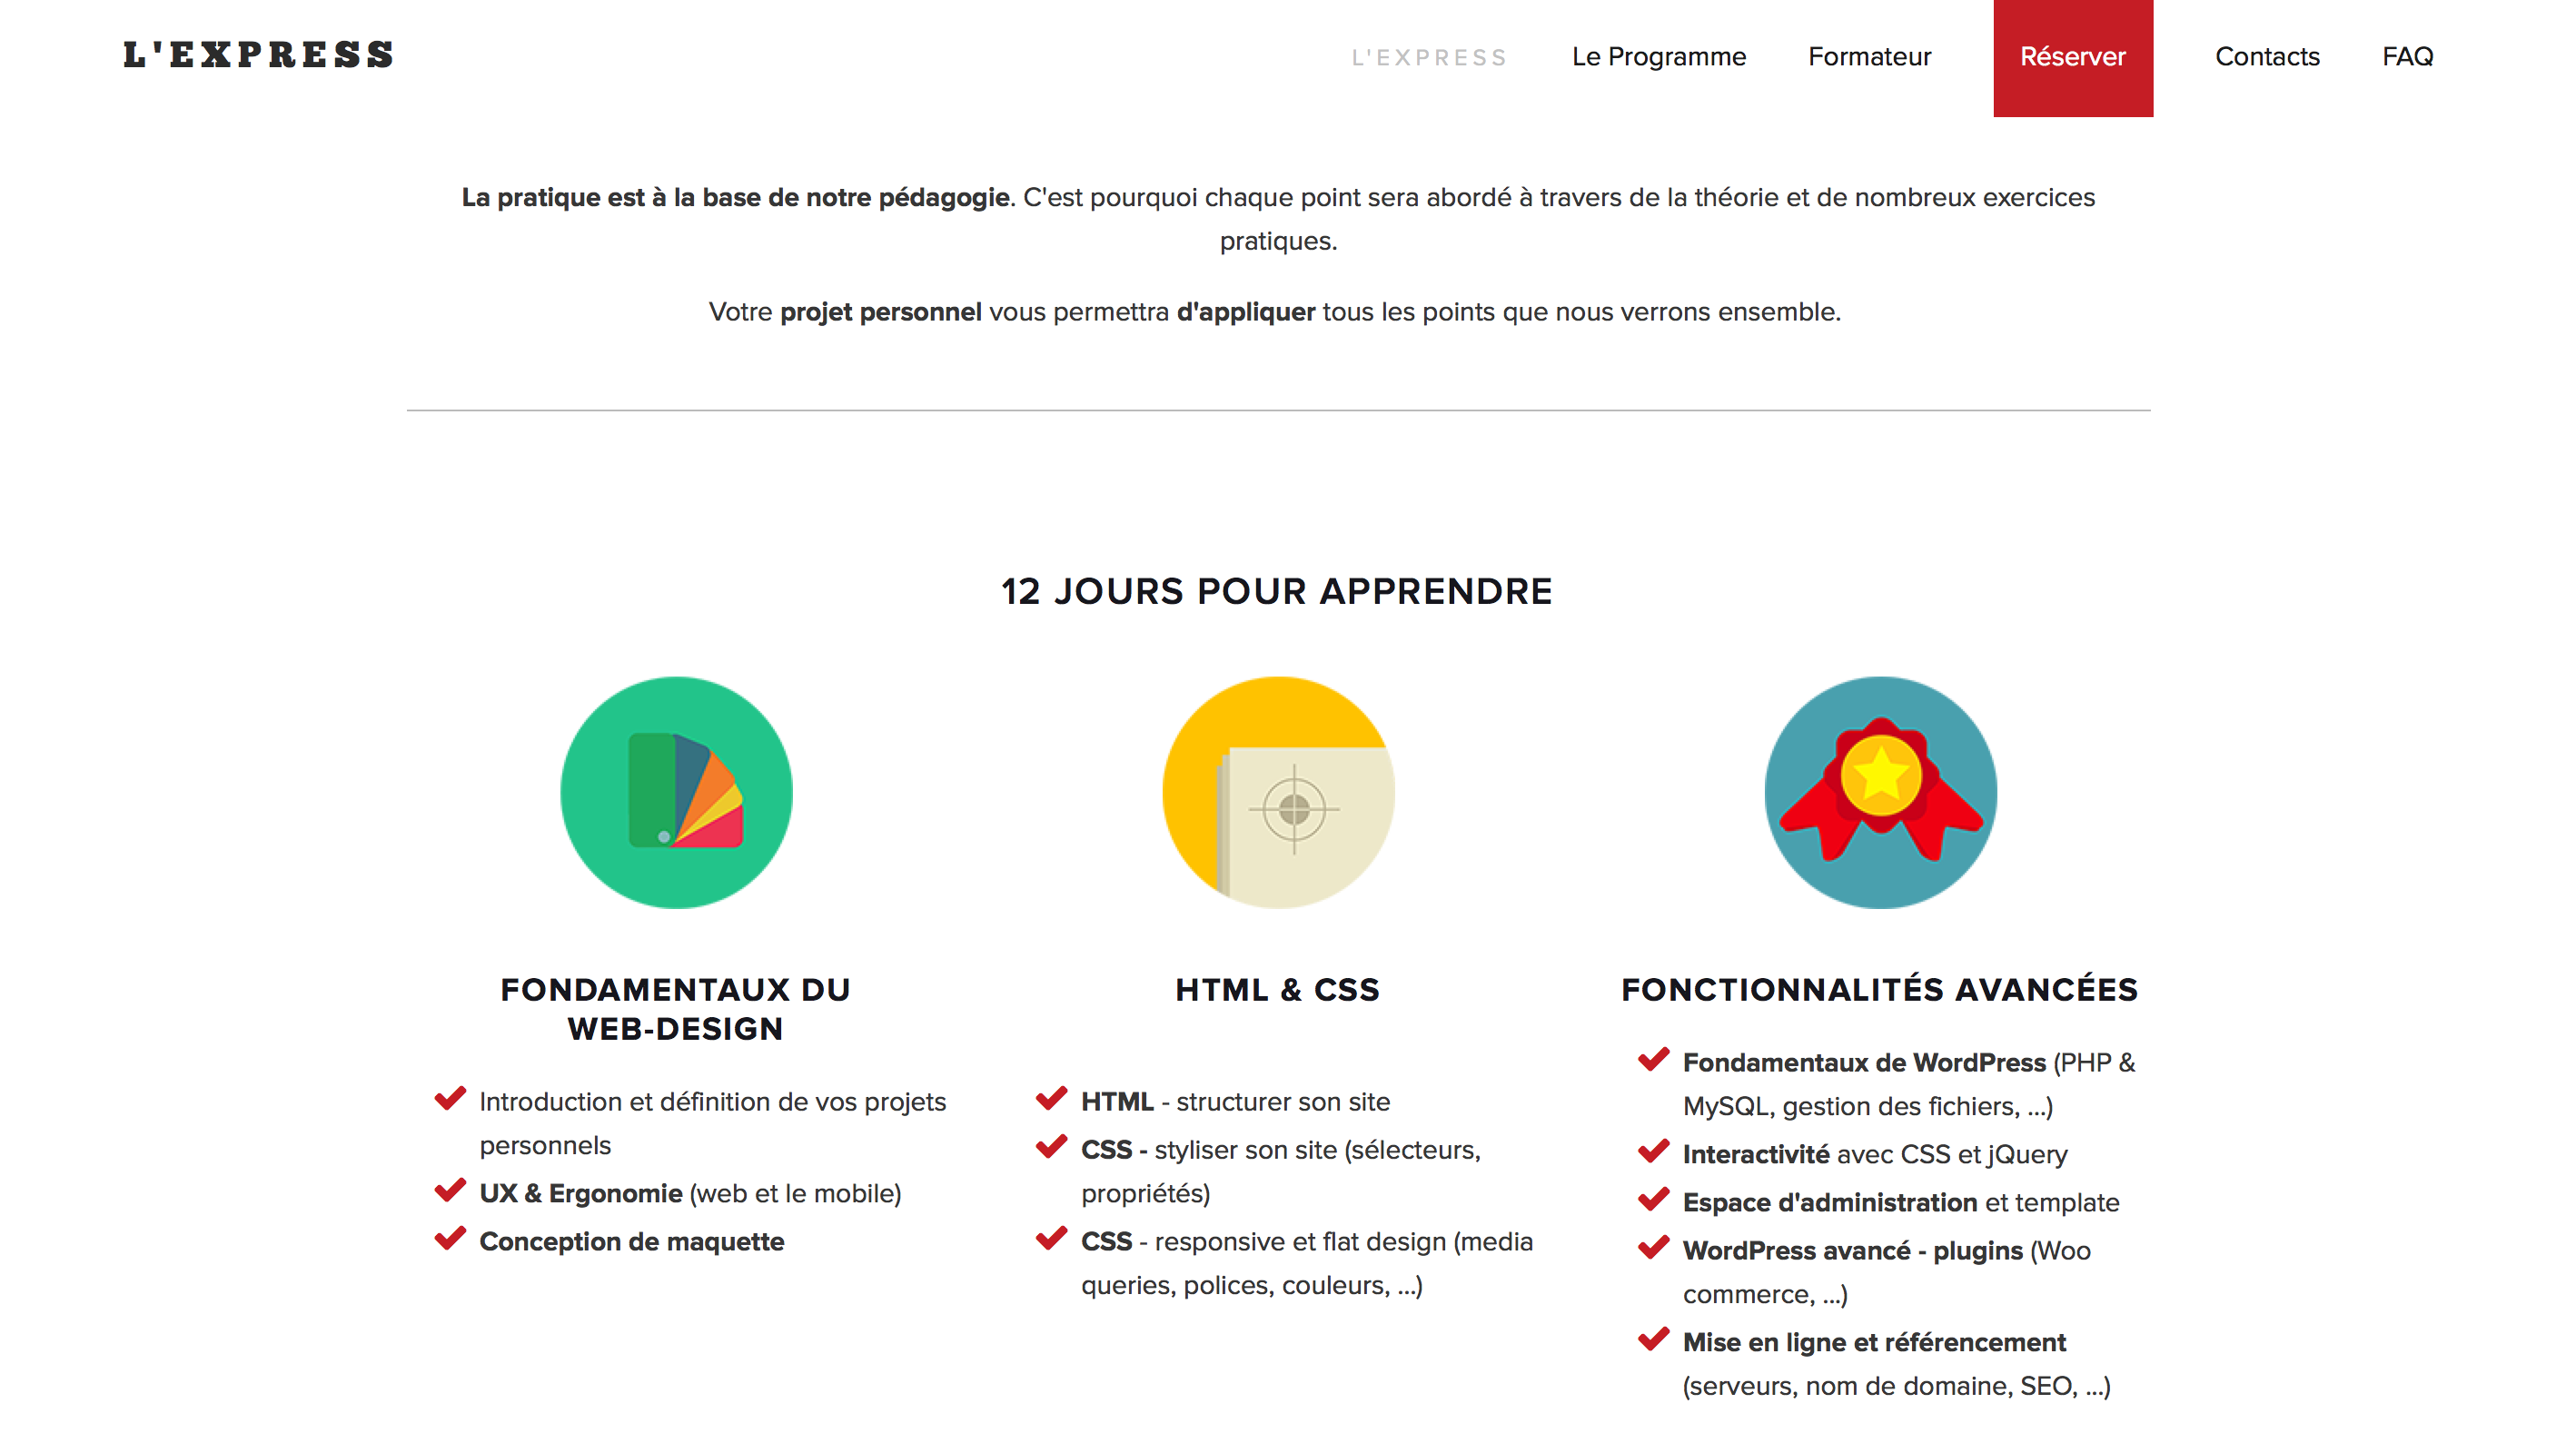 L'EXPRESS
L'EXPRESS Le Programme Formateur Réserver Contacts FAQ
La pratique est à la base de notre pédagogie. C'est pourquoi chaque point sera abordé à travers de la théorie et de nombreux exercices
pratiques.
Votre projet personnel vous permettra d'appliquer tous les points que nous verrons ensemble.
12 JOURS POUR APPRENDRE
FONDAMENTAUX DU
WEB-DESIGN
Introduction et définition de vos projets
personnels
UX & Ergonomie (web et le mobile)
Conception de maquette
HTML & CSS
HTML - structurer son site
CSS - styliser son site (sélecteurs,
propriétés)
CSS - responsive et flat design (media
queries, polices, couleurs, ...)
FONCTIONNALITÉS AVANCÉES
Fondamentaux de WordPress (PHP &
MySQL, gestion des fichiers, ...)
Interactivité avec CSS et jQuery
Espace d'administration et template
WordPress avancé - plugins (Woo
commerce, ...)
Mise en ligne et référencement
(serveurs, nom de domaine, SEO, ...)